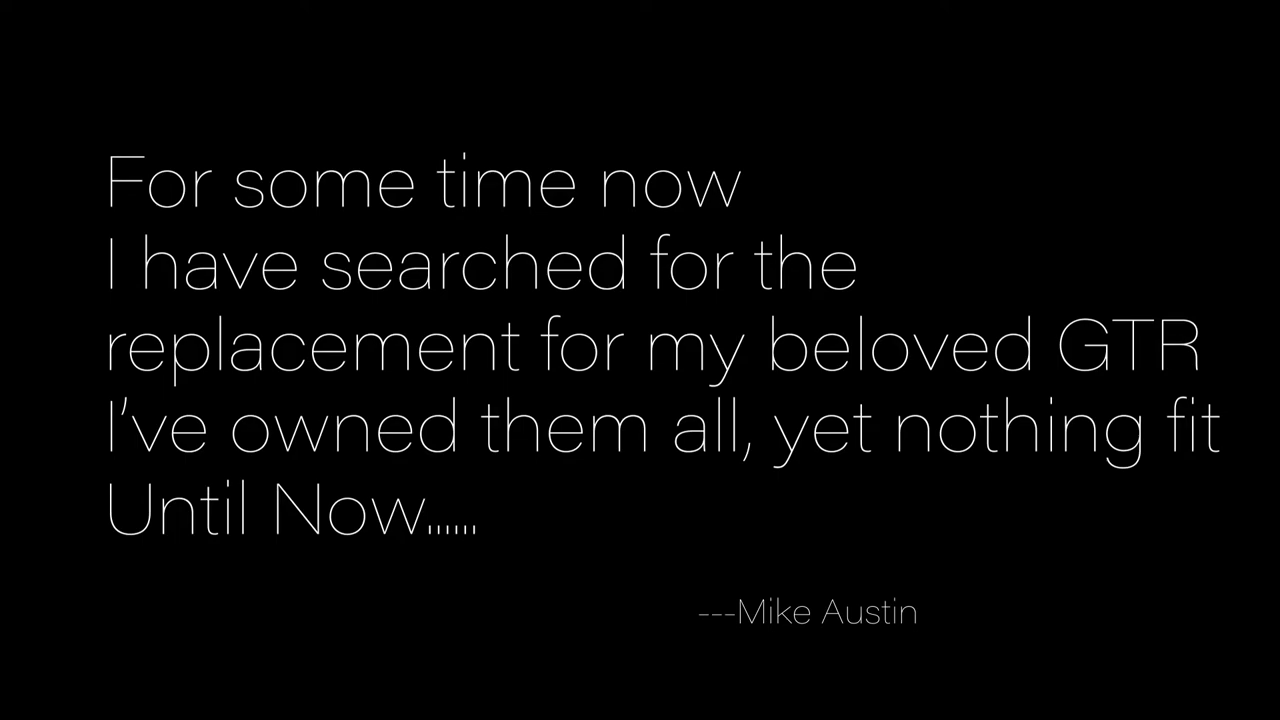 For some time now
I have searched for the
replacement for my beloved GTR
I've owned them all, yet nothing fit
Until Now......
---Mike Austin